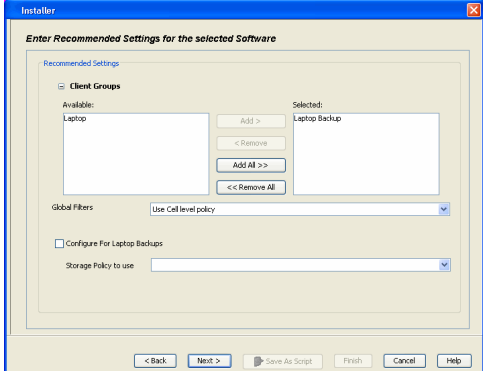 Installer
Enter Recommended Settings for the selected Software
Recommended Settings
Client Groups
Available:
Selected:
Laptop
Laptop Backup
Add >
< Remove
Add All >>
<< Remove All
Global Filters
Use Cell level policy
Configure For Laptop Backups
Storage Policy to use
< Back
Next >
Save As Script
Finish
Cancel
Help